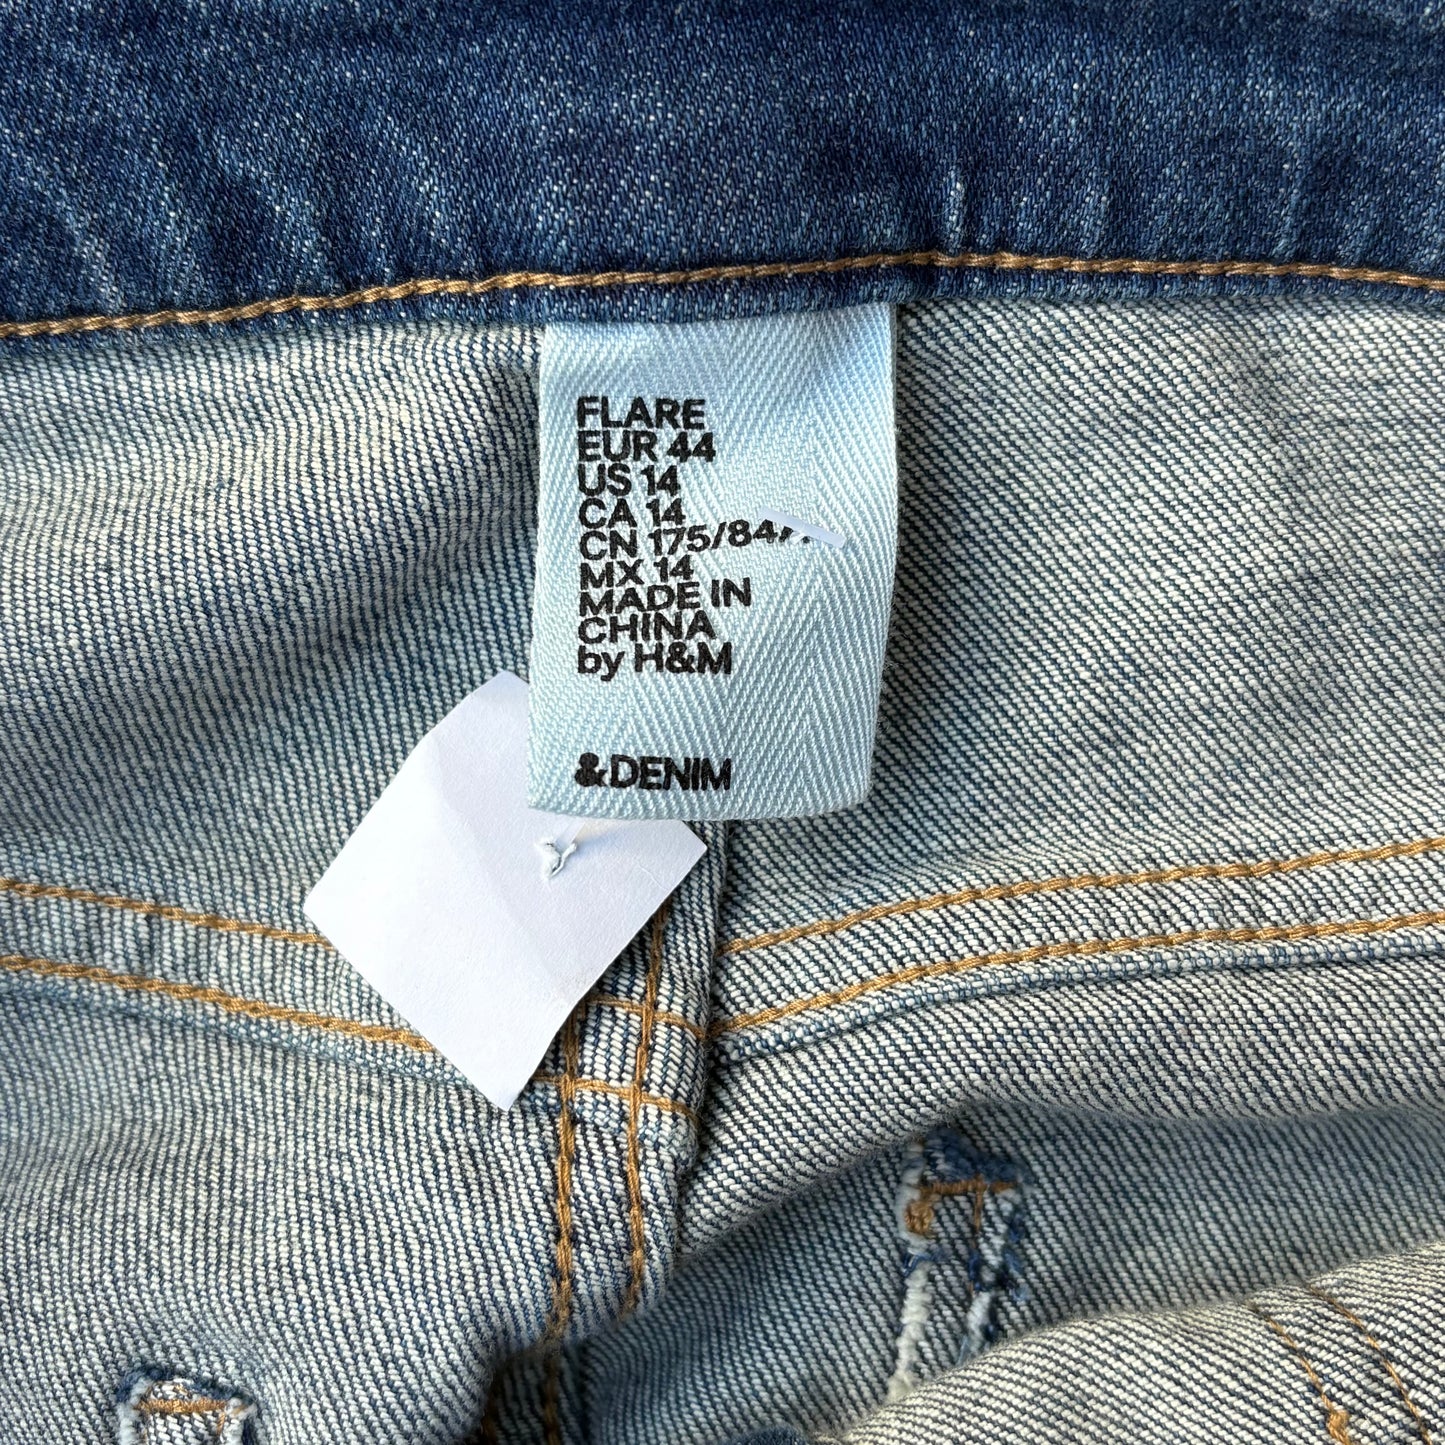 FLARE
EUR 44
US 14
CA 14
CN 175/84
MX 14
MADE IN
CHINA
by H&M
&DENIM